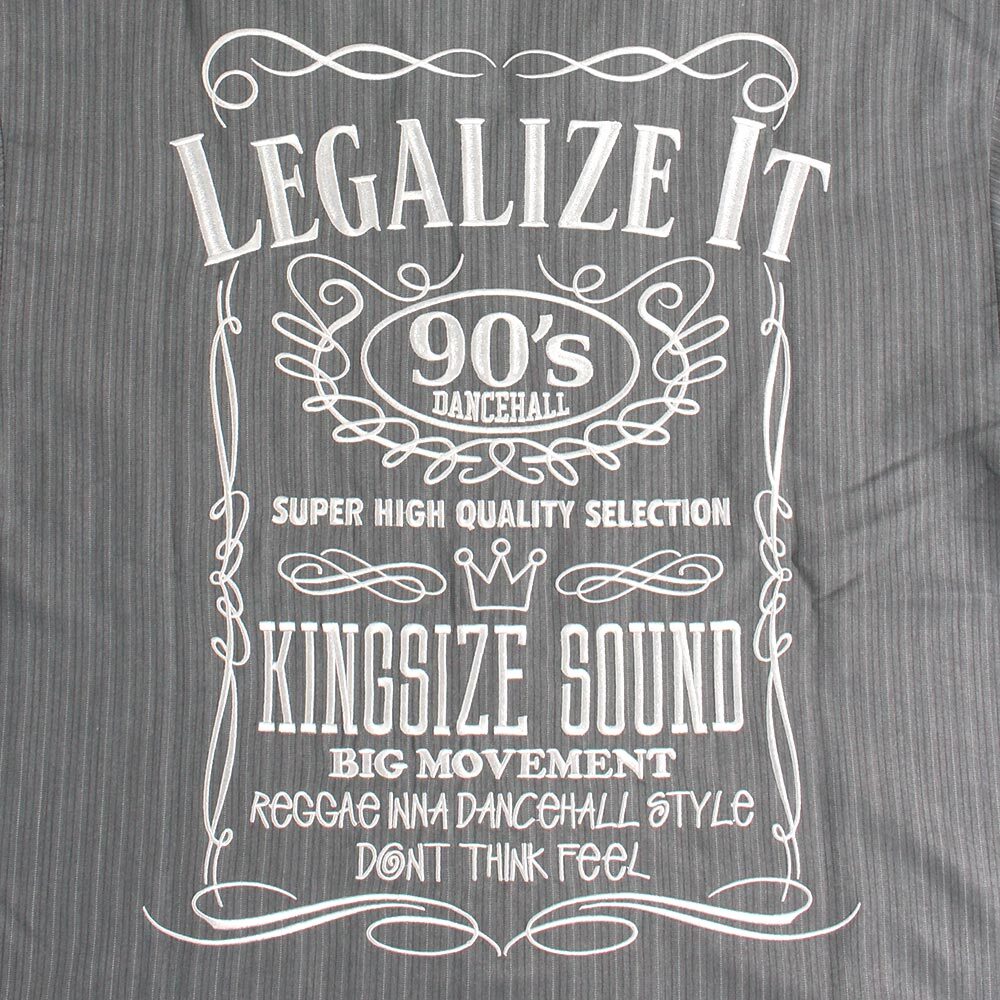 LEGALIZE IT
90's
DANCEHALL
SUPER HIGH QUALITY SELECTION
KINGSIZE SOUND
BIG MOVEMENT
REGGAE INNA DANCEHALL STYLE
DONT THINK FEEL